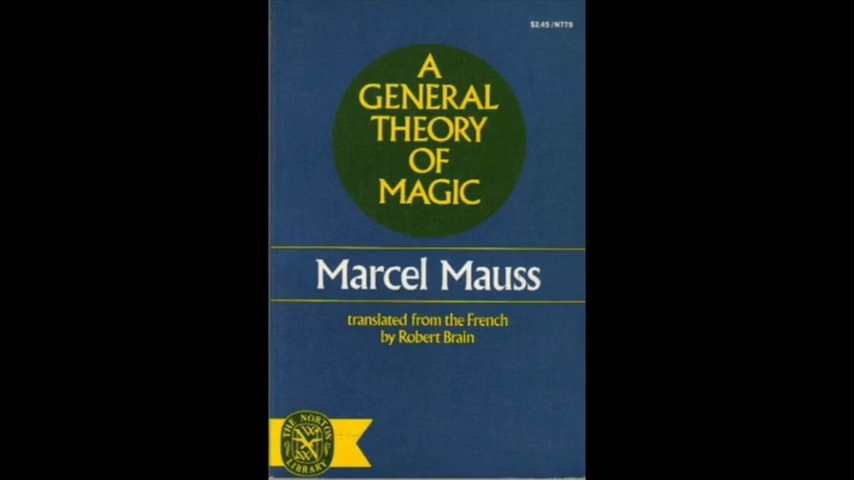 $2.45/N779
A
GENERAL
THEORY
OF
MAGIC
Marcel Mauss
translated from the French
by Robert Brain
THE NORTON
LIBRARY